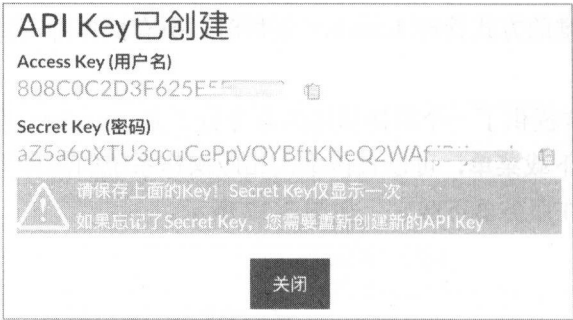 API Key已创建
Access Key (用户名)
808C0C2D3F625E5
Secret Key (密码)
aZ5a6qXTU3qcuCePpVQYBftKNeQ2WAf
请保存上面的Key！Secret Key仅显示一次
如果忘记了Secret Key，您需要重新创建新的API Key
关闭